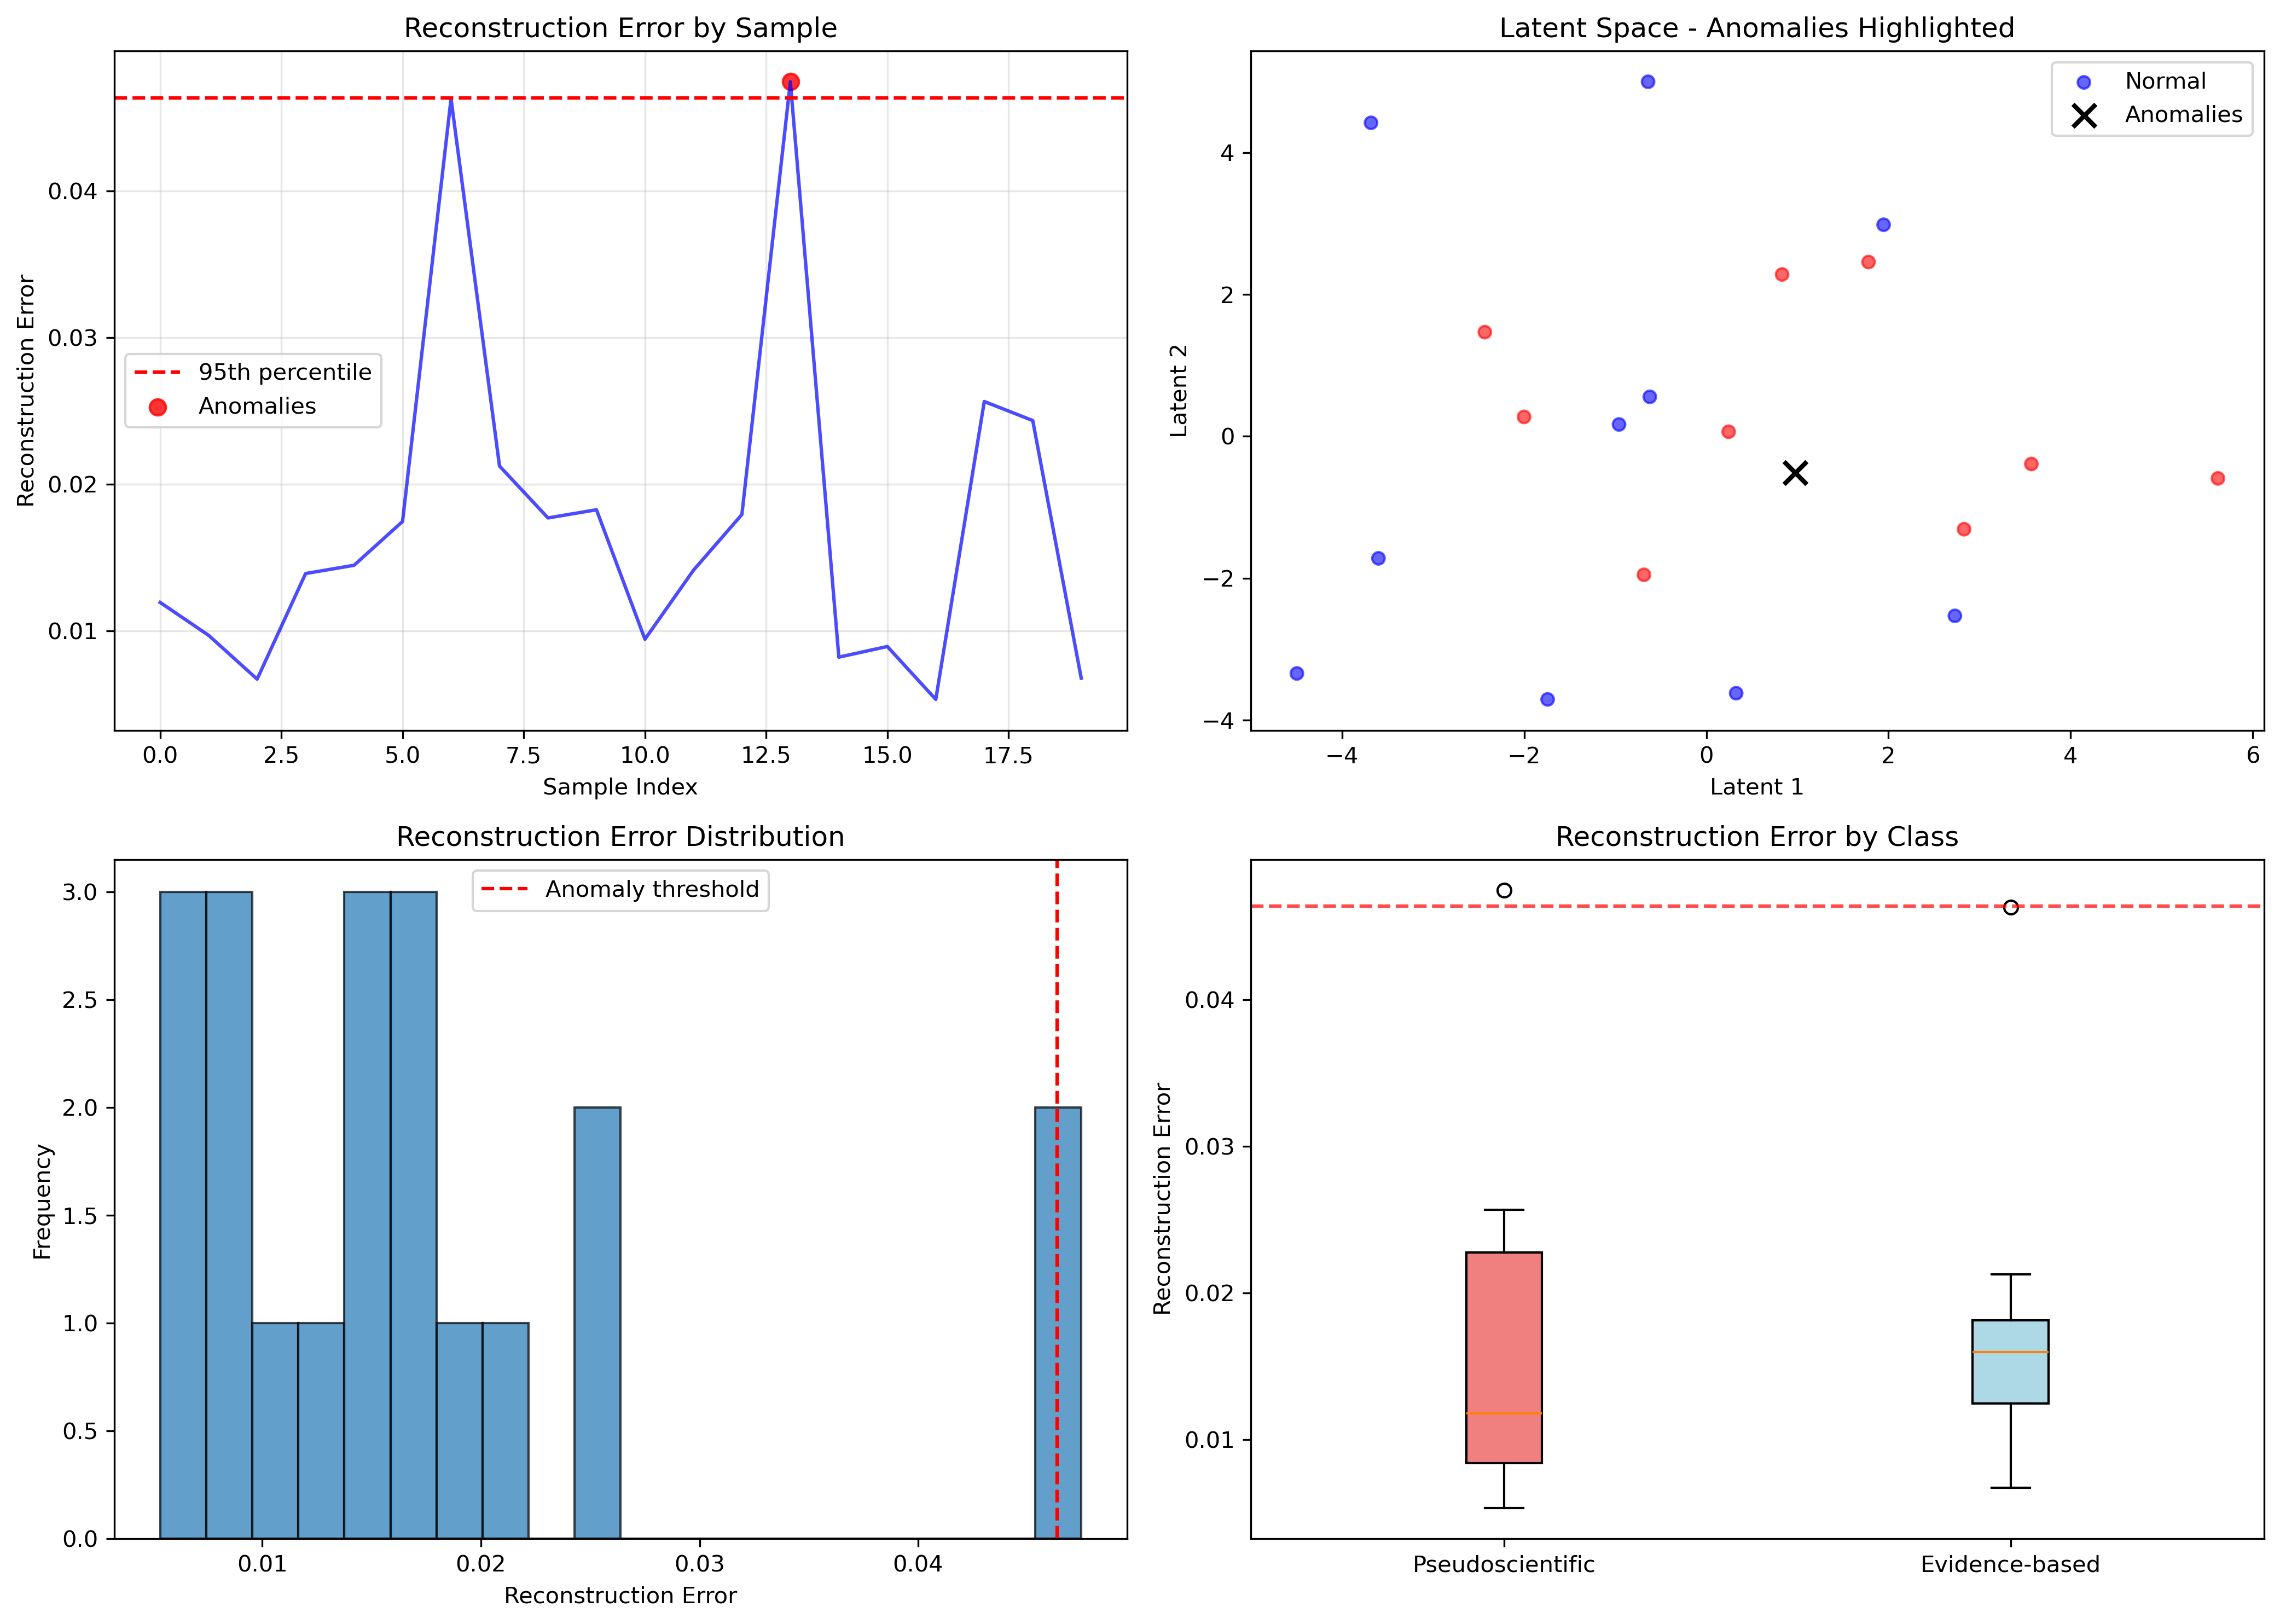 Reconstruction Error by Sample
Reconstruction Error
0.04
0.03
0.02
0.01
95th percentile
Anomalies
0.0 2.5 5.0 7.5 10.0 12.5 15.0 17.5
Sample Index
Latent Space - Anomalies Highlighted
Normal
Anomalies
Latent 2
4
2
0
−2
−4
−4 −2 0 2 4 6
Latent 1
Reconstruction Error Distribution
Anomaly threshold
Frequency
3.0
2.5
2.0
1.5
1.0
0.5
0.0
0.01 0.02 0.03 0.04
Reconstruction Error
Reconstruction Error by Class
Reconstruction Error
0.04
0.03
0.02
0.01
Pseudoscientific Evidence-based